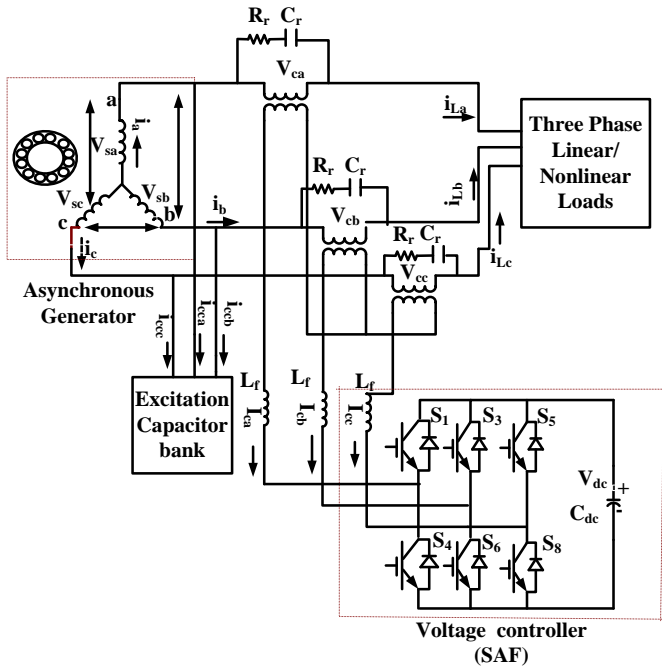 Rr Cr
Vca
a
ia
Vsa
iLa
Three Phase
Linear/
Nonlinear
Loads
Rr Cr
iLb
Vsc
Vsb
ib
Vcb
c
b
Rr Cr
ic
Vcc
iLc
Asynchronous
Generator
iccc
icca
iccb
Excitation
Capacitor
bank
Lf
Lf
Lf
Ica
Icb
Icc
S1
S3
S5
Vdc
+
Cdc
-
S4
S6
S8
Voltage controller
(SAF)